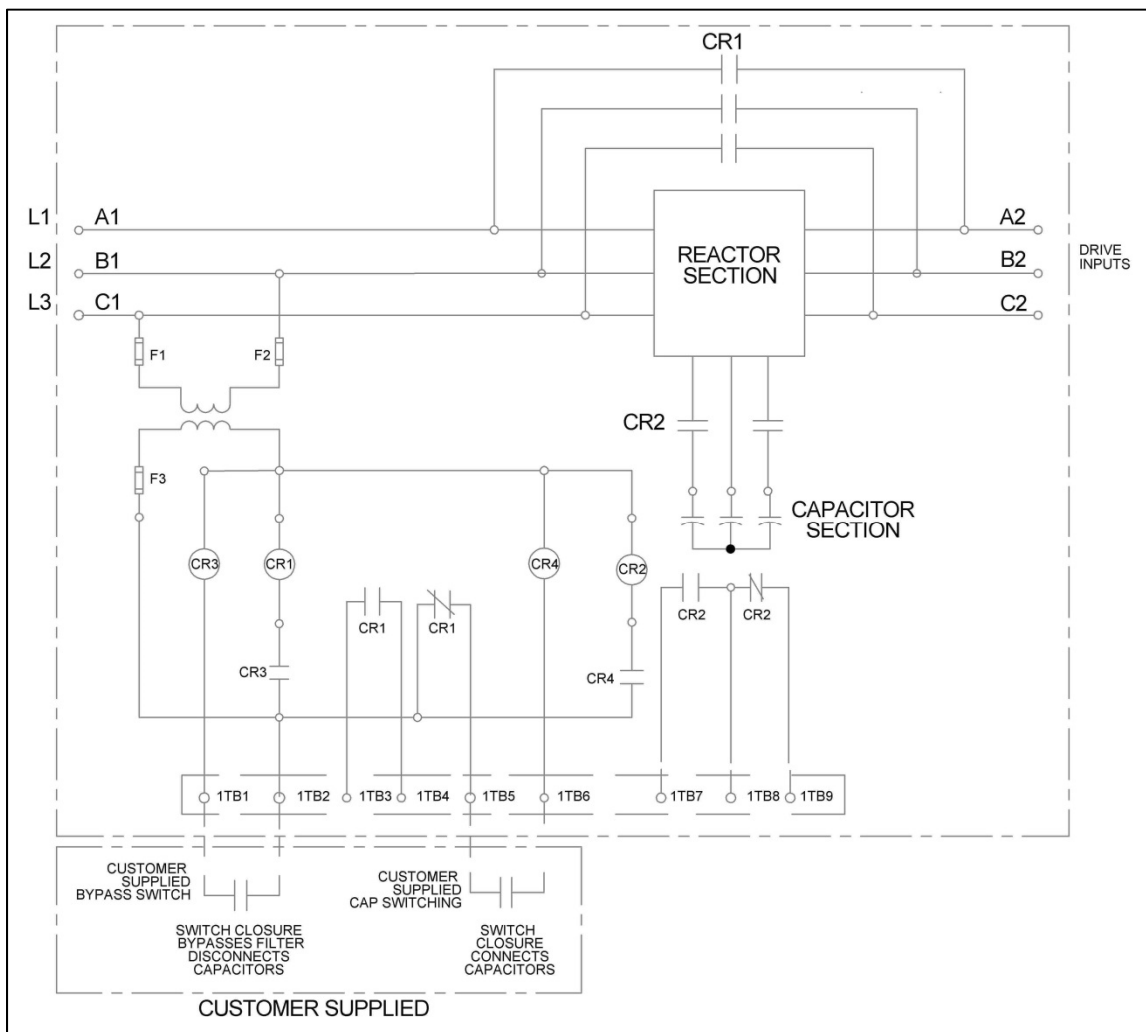 CR1
L1 A1
A2
REACTOR
SECTION
L2 B1
B2
DRIVE
INPUTS
L3 C1
C2
F1
F2
CR2
F3
CAPACITOR
SECTION
CR3
CR1
CR4
CR2
CR1
CR1
CR2
CR2
CR3
CR4
1TB1
1TB2
1TB3
1TB4
1TB5
1TB6
1TB7
1TB8
1TB9
CUSTOMER
SUPPLIED
BYPASS SWITCH
CUSTOMER
SUPPLIED
CAP SWITCHING
SWITCH CLOSURE
BYPASSES FILTER
DISCONNECTS
CAPACITORS
SWITCH
CLOSURE
CONNECTS
CAPACITORS
CUSTOMER SUPPLIED